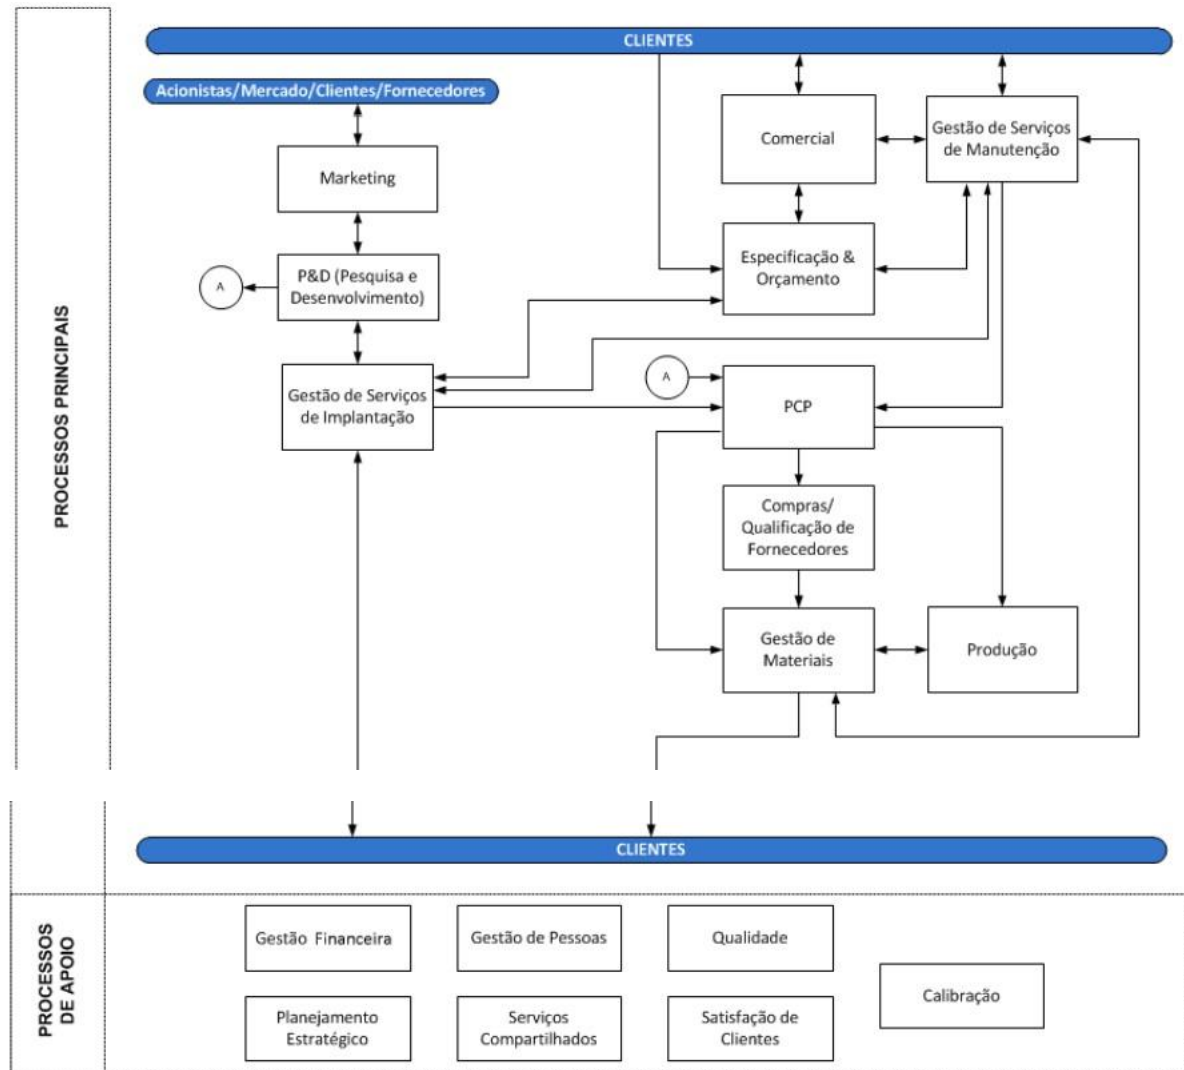 CLIENTES
Acionistas/Mercado/Clientes/Fornecedores
Comercial
Gestão de Serviços
de Manutenção
Marketing
Especificação &
Orçamento
P&D (Pesquisa e
Desenvolvimento)
A
A
Gestão de Serviços
de Implantação
PCP
Compras/
Qualificação de
Fornecedores
Gestão de
Materiais
Produção
PROCESSOS PRINCIPAIS
CLIENTES
PROCESSOS
DE APOIO
Gestão Financeira
Gestão de Pessoas
Qualidade
Calibração
Planejamento
Estratégico
Serviços
Compartilhados
Satisfação de
Clientes